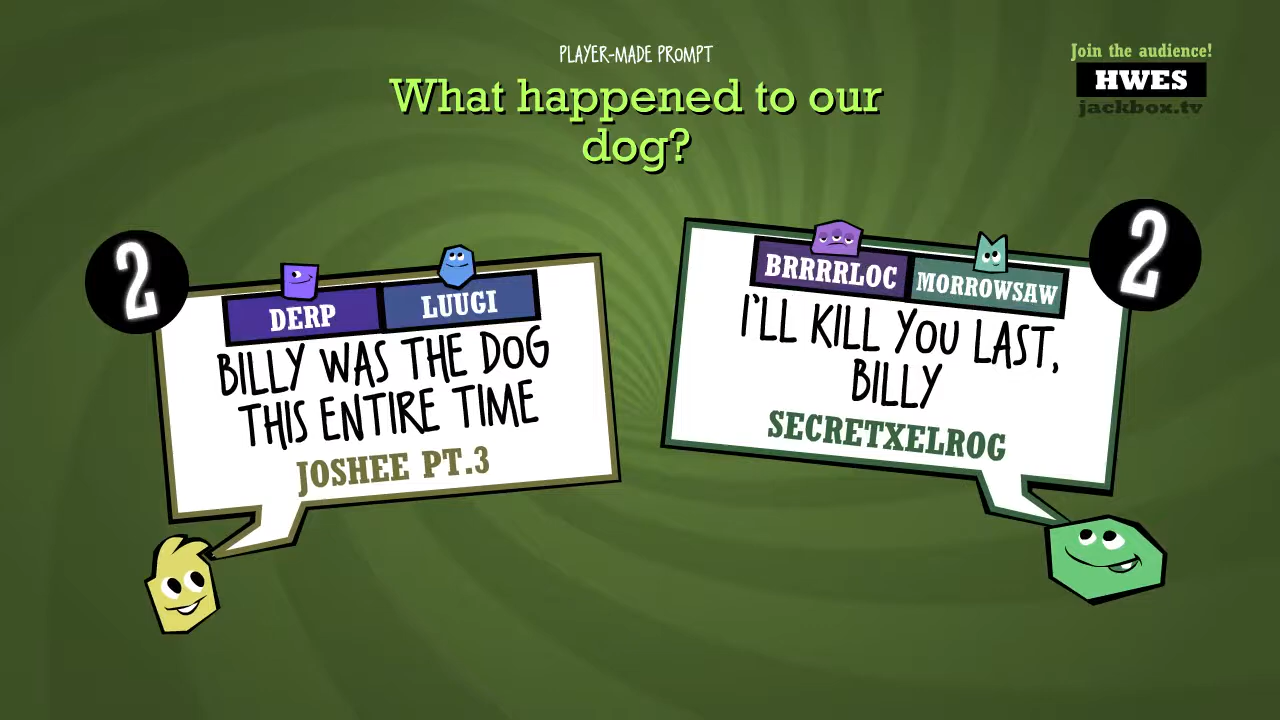 PLAYER-MADE PROMPT
What happened to our
dog?
Join the audience!
HWES
jackbox.tv
2
DERP
LUUGI
BILLY WAS THE DOG
THIS ENTIRE TIME
JOSHEE PT.3
2
BRRRRLOC
MORROWSAW
I'LL KILL YOU LAST,
BILLY
SECRETXELROG